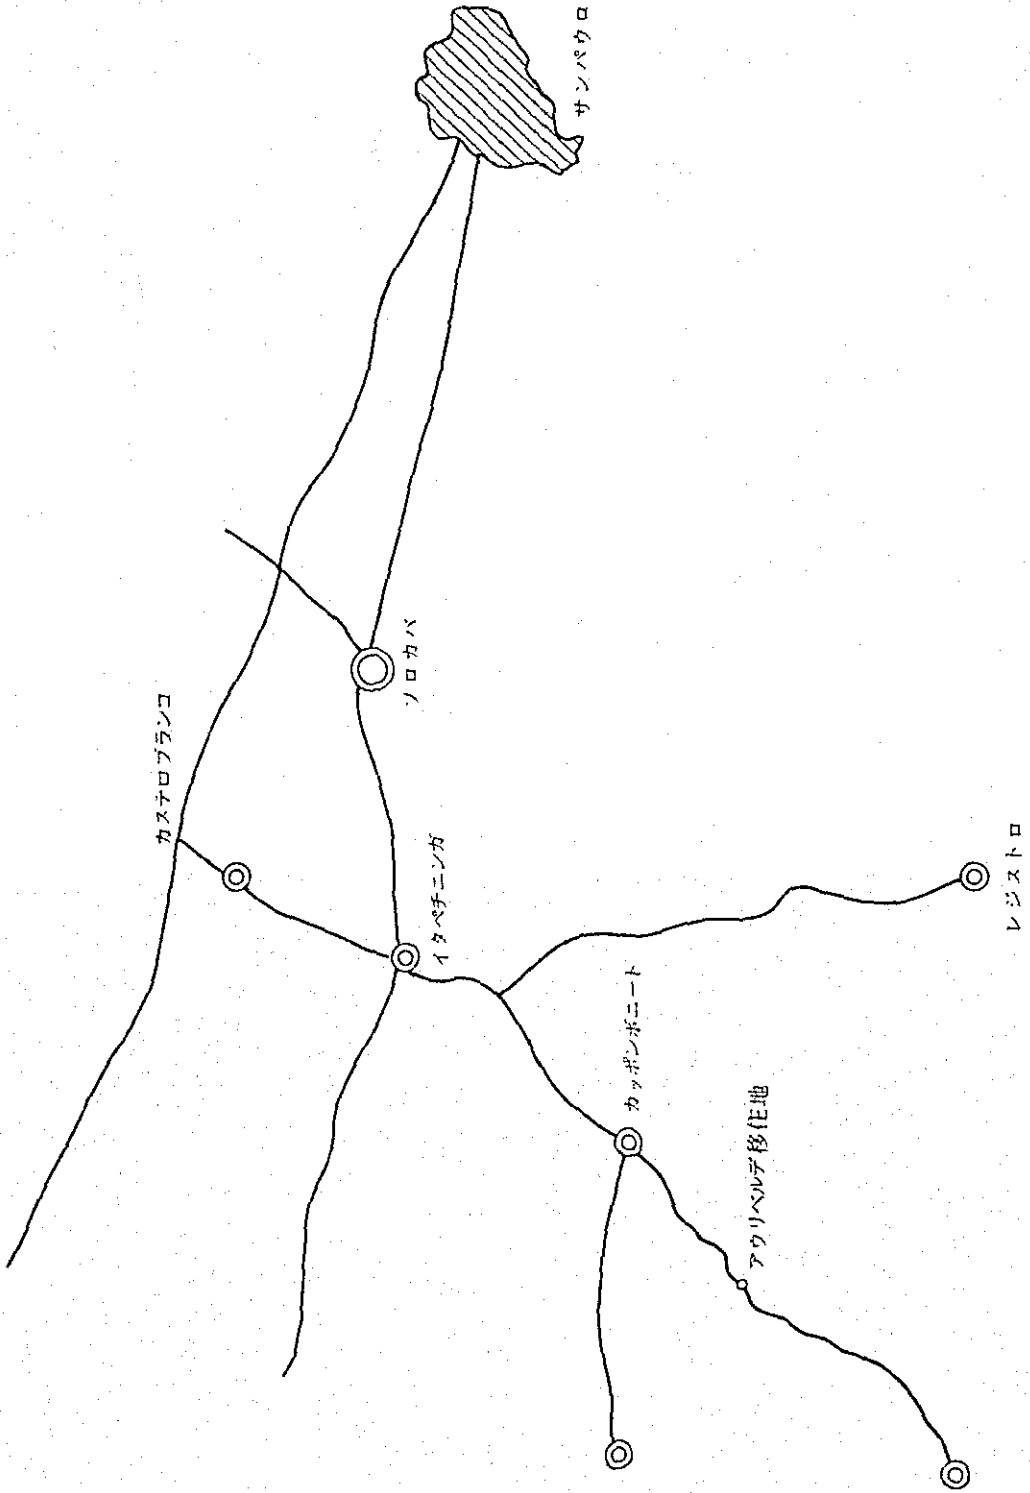 サンパウロ
ソロカバ
カステロブランコ
イタペチニンガ
レジストロ
カッポンボニート
アウリベルデ移住地